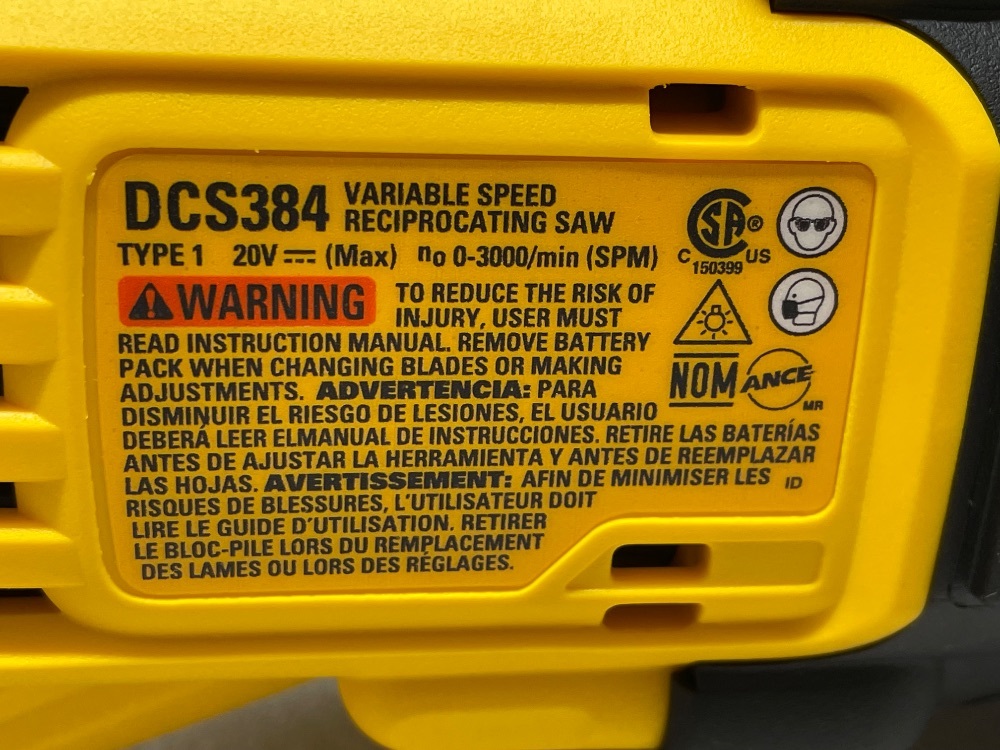 DCS384 VARIABLE SPEED
RECIPROCATING SAW
TYPE 1 20V ⎓ (Max) no 0-3000/min (SPM)
CSA®
C US
150399
WARNING TO REDUCE THE RISK OF
INJURY, USER MUST
READ INSTRUCTION MANUAL. REMOVE BATTERY
PACK WHEN CHANGING BLADES OR MAKING
ADJUSTMENTS. ADVERTENCIA: PARA
DISMINUIR EL RIESGO DE LESIONES, EL USUARIO
DEBERÁ LEER ELMANUAL DE INSTRUCCIONES. RETIRE LAS BATERÍAS
ANTES DE AJUSTAR LA HERRAMIENTA Y ANTES DE REEMPLAZAR
LAS HOJAS. AVERTISSEMENT: AFIN DE MINIMISER LES
RISQUES DE BLESSURES, L'UTILISATEUR DOIT
LIRE LE GUIDE D'UTILISATION. RETIRER
LE BLOC-PILE LORS DU REMPLACEMENT
DES LAMES OU LORS DES RÉGLAGES.
NOM ANCE
MR
ID